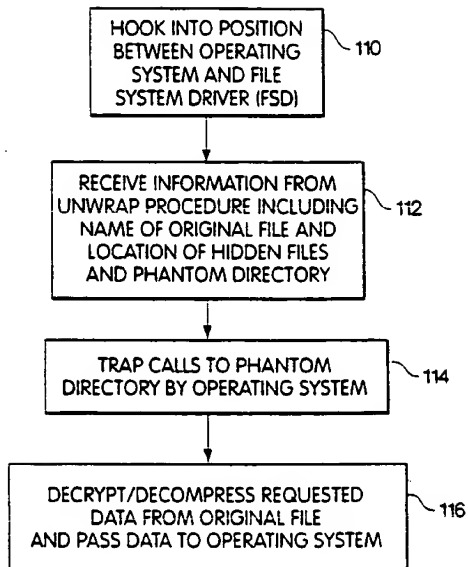 HOOK INTO POSITION
BETWEEN OPERATING
SYSTEM AND FILE
SYSTEM DRIVER (FSD)
110
RECEIVE INFORMATION FROM
UNWRAP PROCEDURE INCLUDING
NAME OF ORIGINAL FILE AND
LOCATION OF HIDDEN FILES
AND PHANTOM DIRECTORY
112
TRAP CALLS TO PHANTOM
DIRECTORY BY OPERATING SYSTEM
114
DECRYPT/DECOMPRESS REQUESTED
DATA FROM ORIGINAL FILE
AND PASS DATA TO OPERATING SYSTEM
116